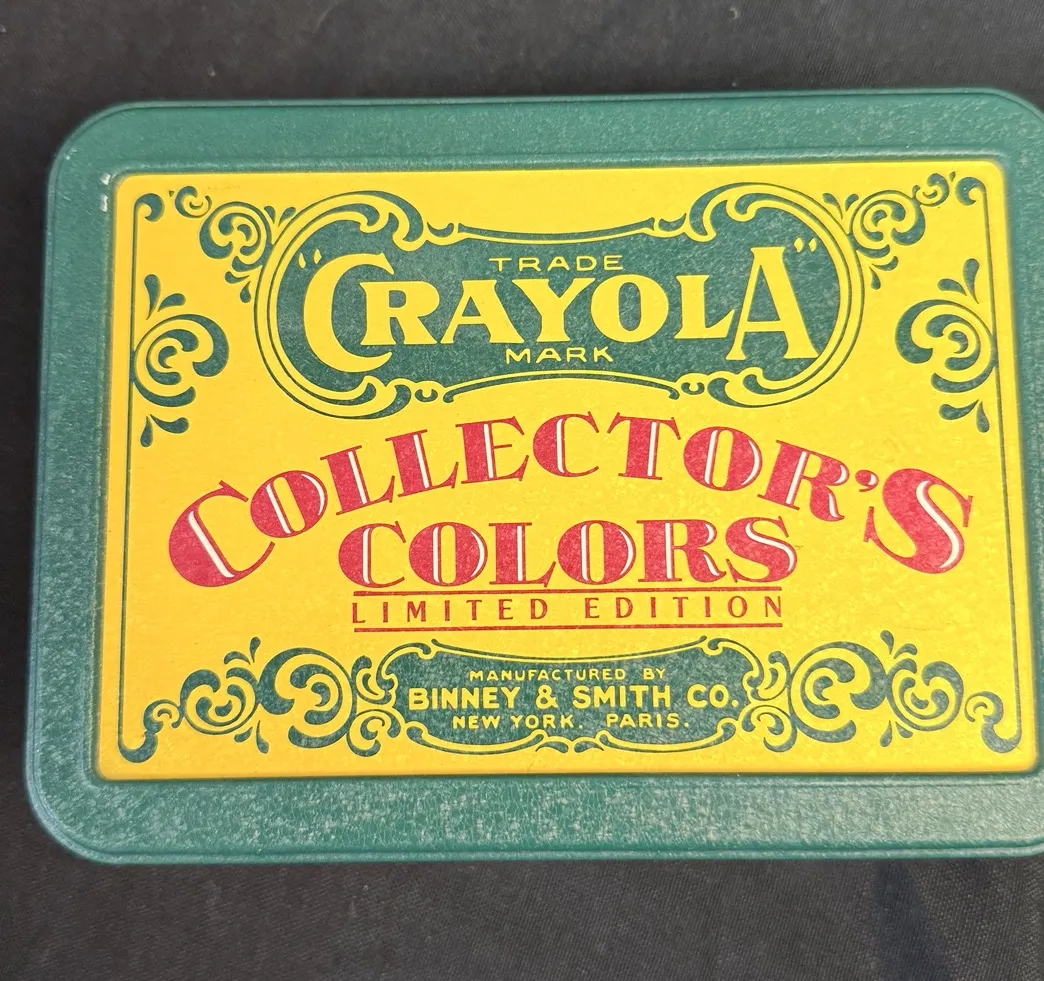 TRADE
"CRAYOLA"
MARK
COLLECTOR'S
COLORS
LIMITED EDITION
MANUFACTURED BY
BINNEY & SMITH CO.
NEW YORK. PARIS.